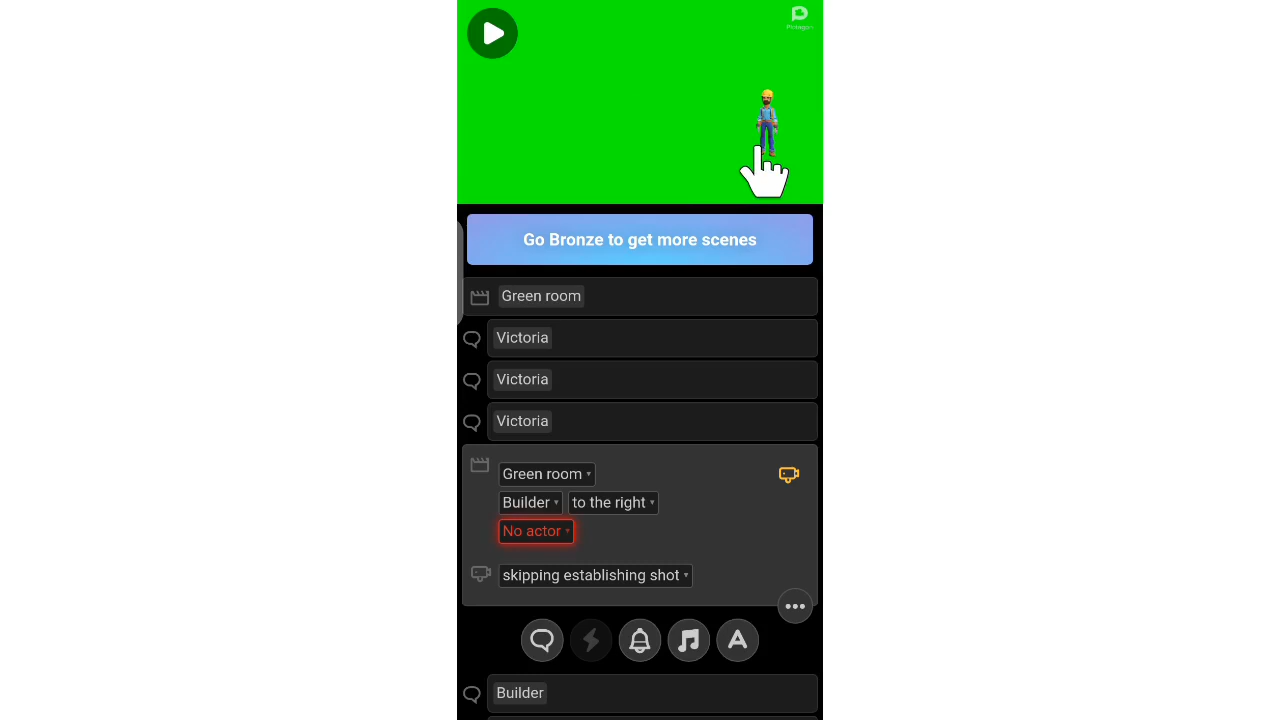 Plotagon
Go Bronze to get more scenes
Green room
Victoria
Victoria
Victoria
Green room
Builder to the right
No actor
skipping establishing shot
Builder